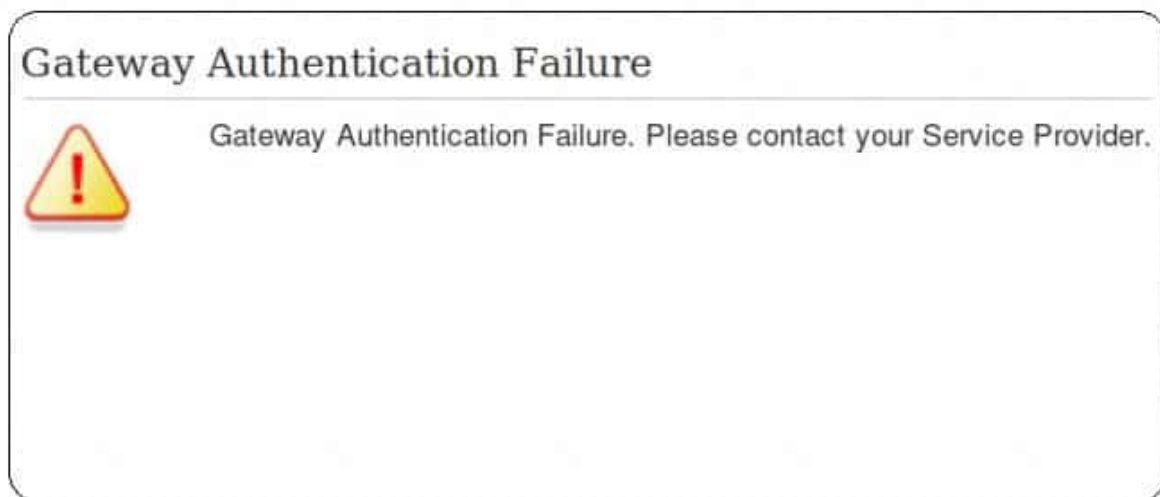 Gateway Authentication Failure
Gateway Authentication Failure. Please contact your Service Provider.
!